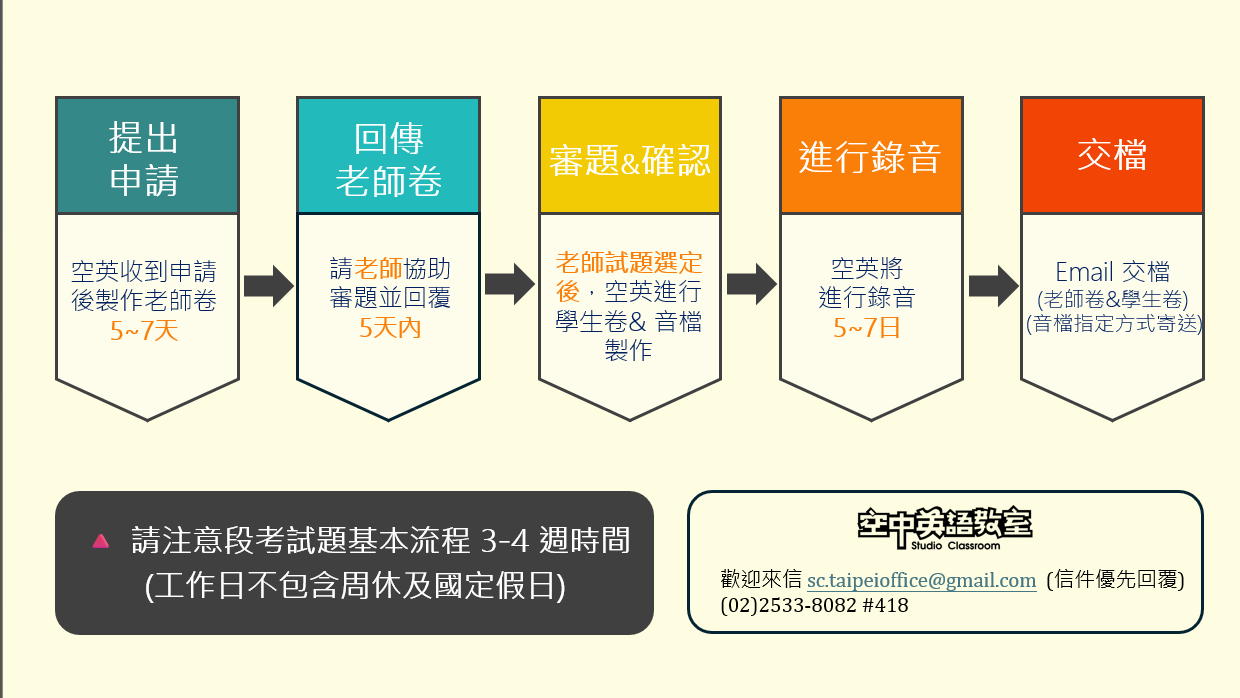 提出
申請
空英收到申請
後製作老師卷
5~7天
回傳
老師卷
請老師協助
審題並回覆
5天內
審題&確認
老師試題選定
後，空英進行
學生卷& 音檔
製作
進行錄音
空英將
進行錄音
5~7日
交檔
Email 交檔
(老師卷&學生卷)
(音檔指定方式寄送)
請注意段考試題基本流程 3-4 週時間
(工作日不包含周休及國定假日)
空中英語教室
Studio Classroom
歡迎來信 sc.taipeioffice@gmail.com (信件優先回覆)
(02)2533-8082 #418